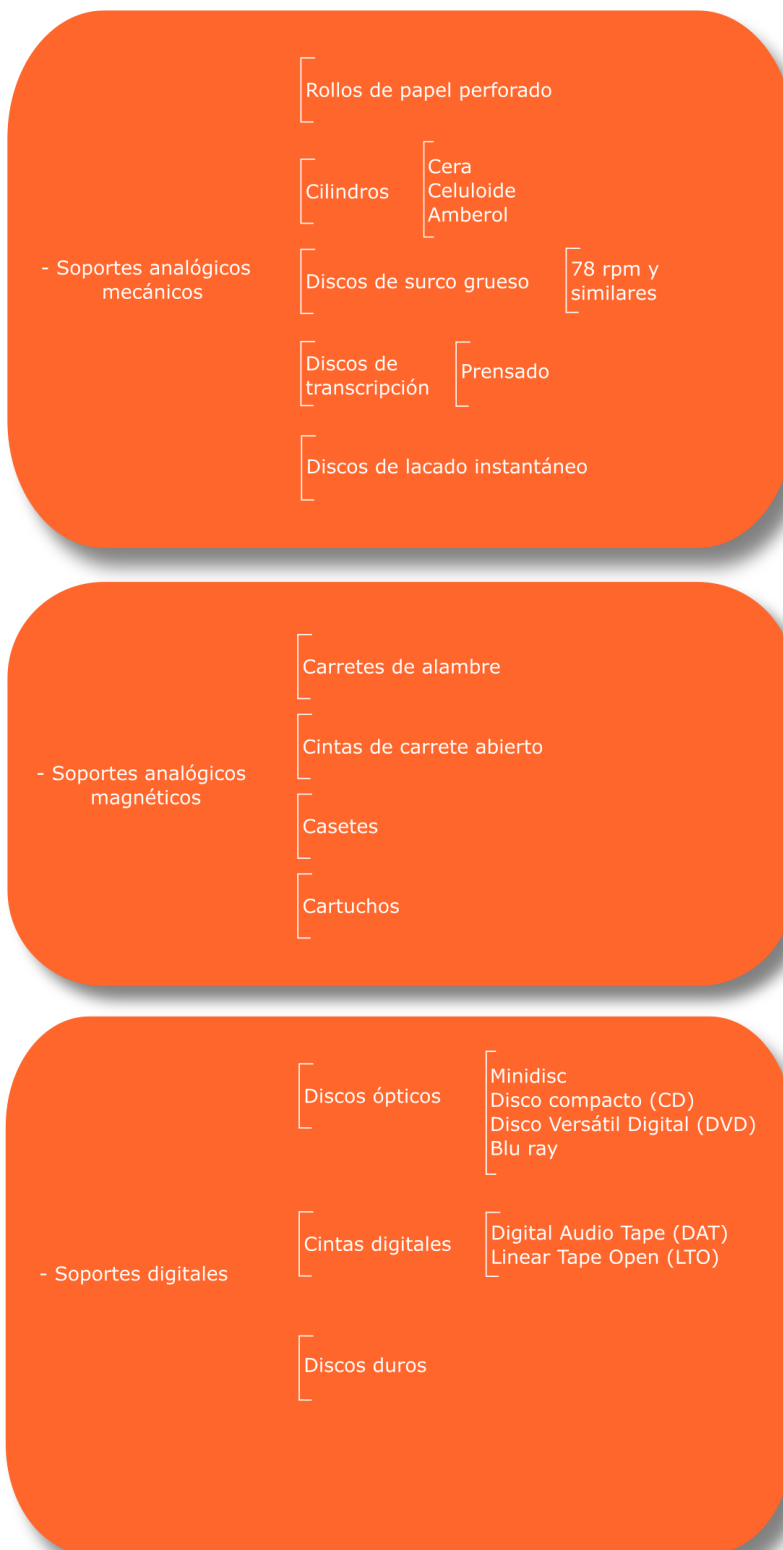 Rollos de papel perforado
Cilindros
Cera
Celuloide
Amberol
- Soportes analógicos
mecánicos
Discos de surco grueso
78 rpm y
similares
Discos de
transcripción
Prensado
Discos de lacado instantáneo
Carretes de alambre
Cintas de carrete abierto
- Soportes analógicos
magnéticos
Casetes
Cartuchos
Discos ópticos
Minidisc
Disco compacto (CD)
Disco Versátil Digital (DVD)
Blu ray
- Soportes digitales
Cintas digitales
Digital Audio Tape (DAT)
Linear Tape Open (LTO)
Discos duros